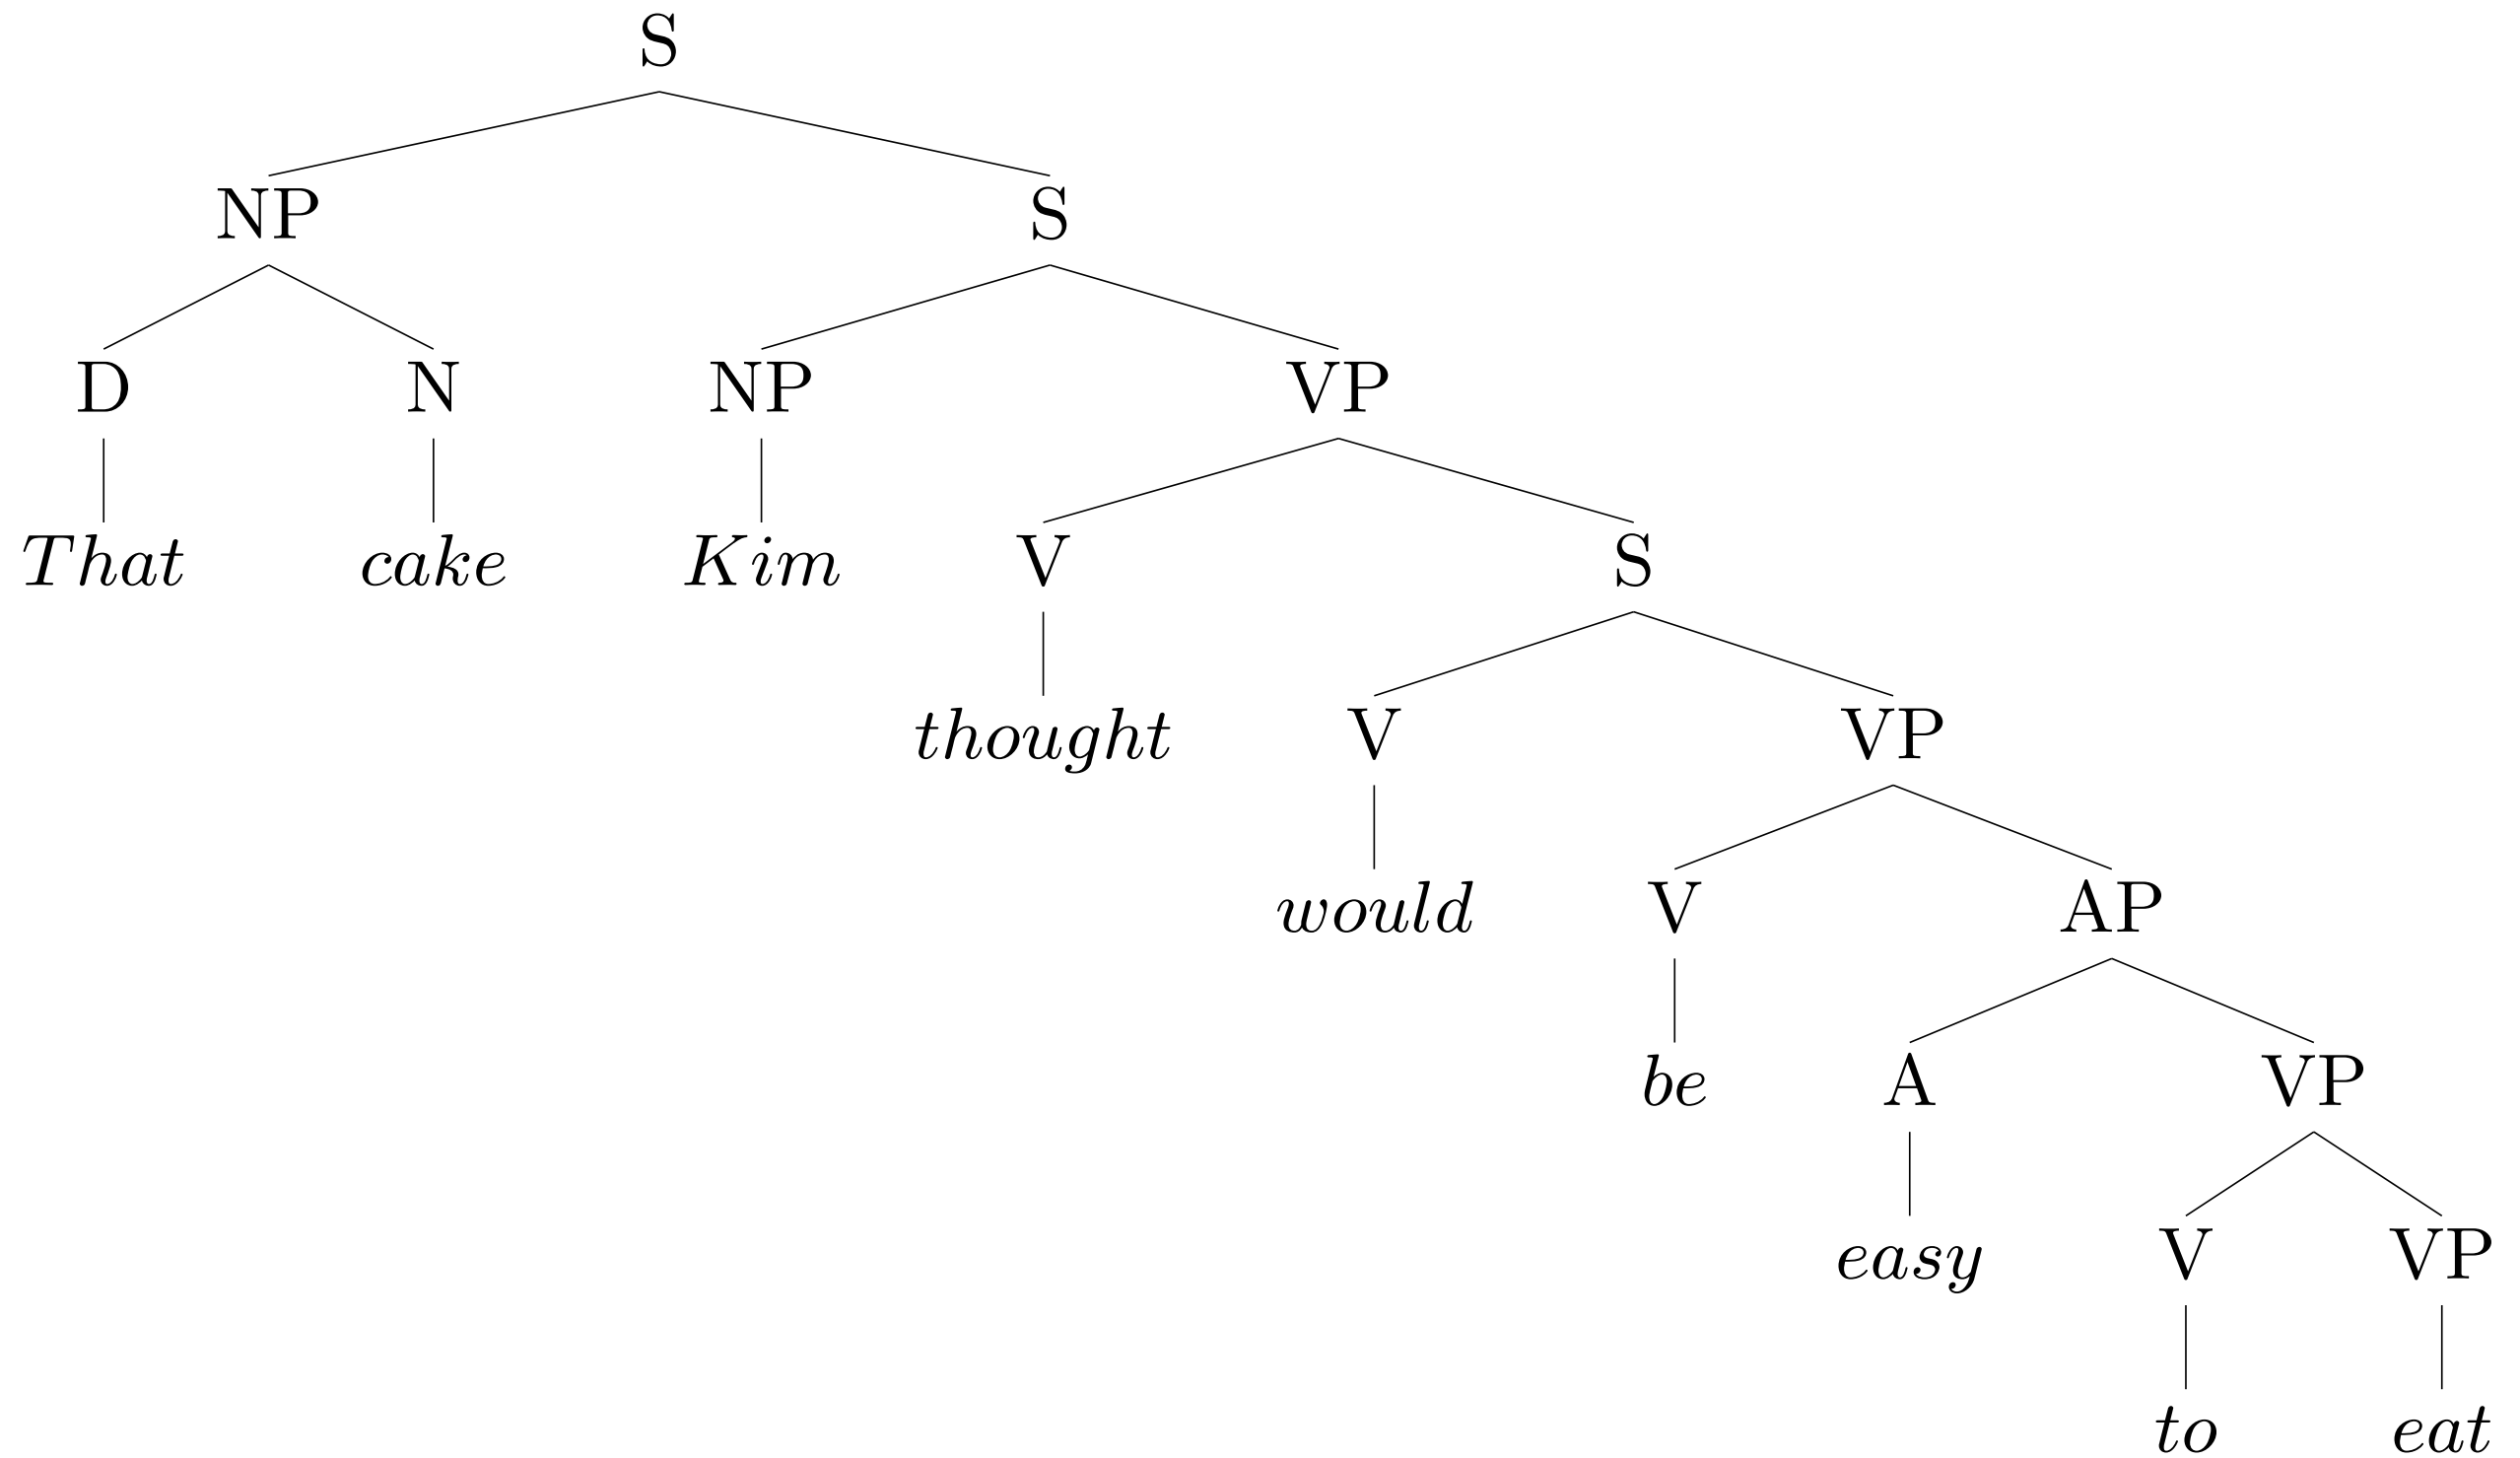 S
NP S
D N NP VP
That cake Kim V S
thought V VP
would V AP
be A VP
easy V VP
to eat